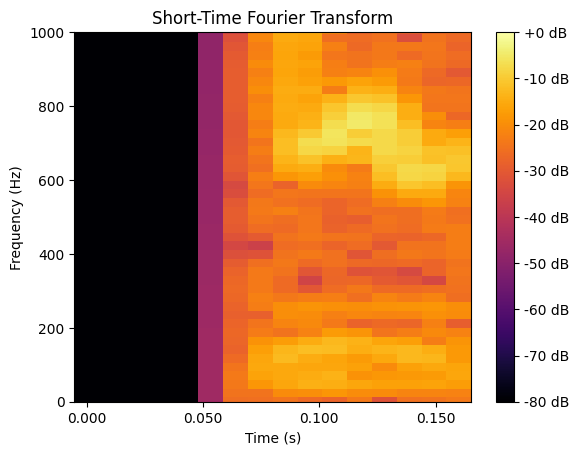 Short-Time Fourier Transform
Frequency (Hz)
1000
800
600
400
200
0
0.000
0.050
0.100
0.150
Time (s)
+0 dB
-10 dB
-20 dB
-30 dB
-40 dB
-50 dB
-60 dB
-70 dB
-80 dB